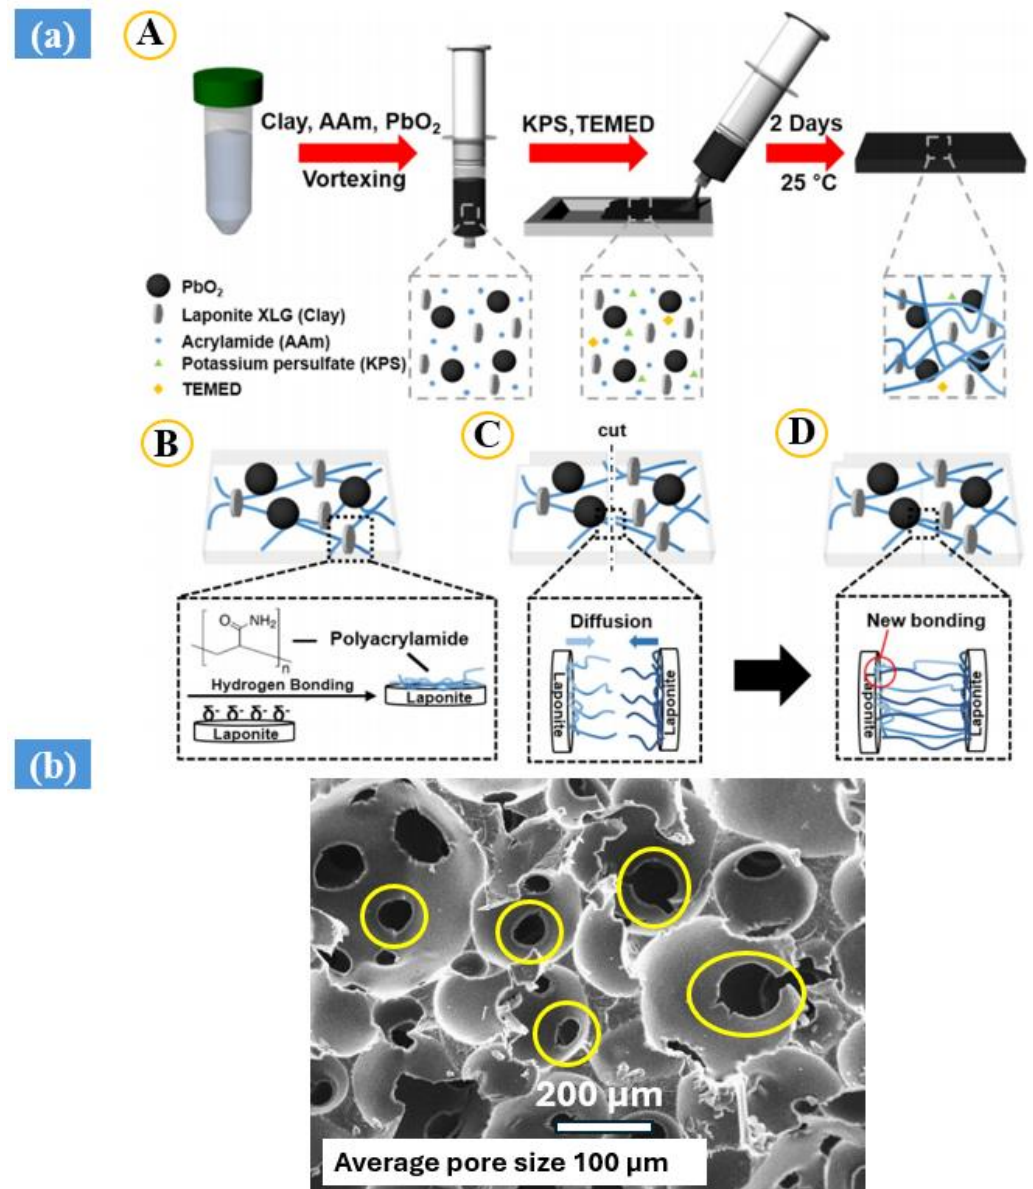 (a)
A
Clay, AAm, PbO₂
Vortexing
KPS,TEMED
2 Days
25 °C
PbO₂
Laponite XLG (Clay)
Acrylamide (AAm)
Potassium persulfate (KPS)
TEMED
B
C
cut
D
O
NH₂
n
Polyacrylamide
Hydrogen Bonding
Laponite
δ⁻ δ⁻ δ⁻ δ⁻
Laponite
Diffusion
Laponite
Laponite
New bonding
Laponite
Laponite
(b)
200 µm
Average pore size 100 µm